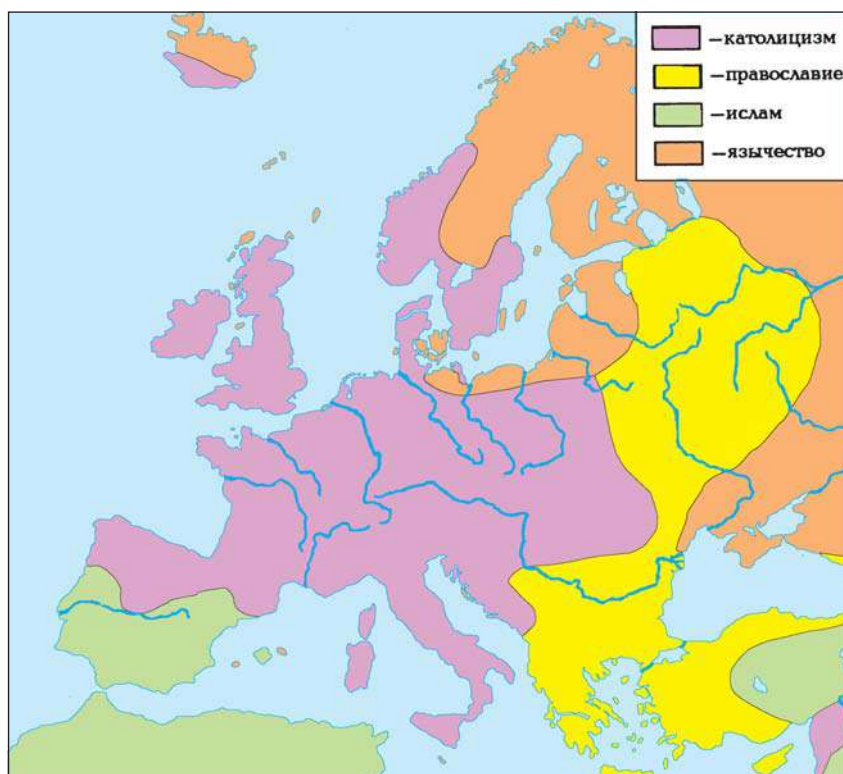 –католицизм
–православие
–ислам
–язычество